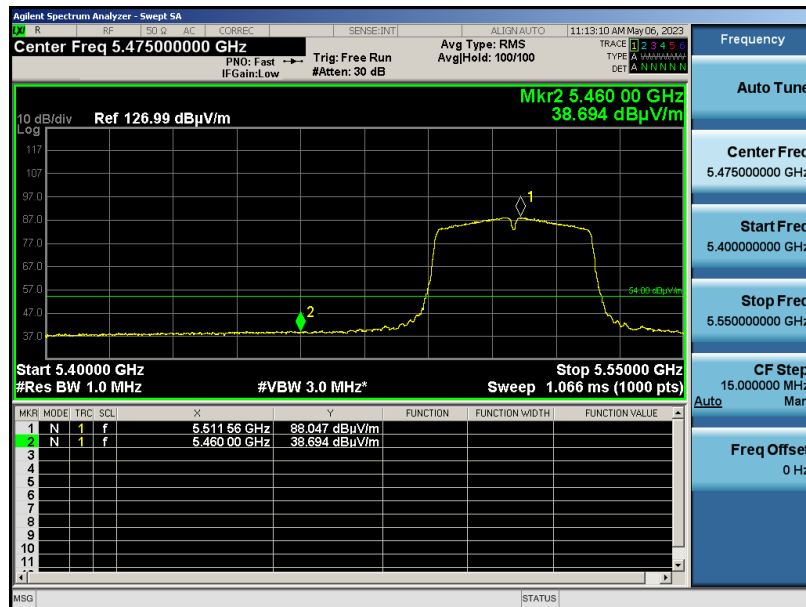 Agilent Spectrum Analyzer - Swept SA
LXI R RF 50 Ω AC CORREC SENSE:INT ALIGN AUTO 11:13:10 AM May 06, 2023
Center Freq 5.475000000 GHz
PNO: Fast
IFGain:Low
Trig: Free Run
#Atten: 30 dB
Avg Type: RMS
Avg|Hold: 100/100
TRACE 1 2 3 4 5 6
TYPE A WWWWW
DET A N N N N N
Mkr2 5.460 00 GHz
38.694 dBµV/m
10 dB/div Ref 126.99 dBµV/m
Log
117
107
97.0
87.0
77.0
67.0
57.0
47.0
37.0
1
2
54.00 dBµV/m
Start 5.40000 GHz Stop 5.55000 GHz
#Res BW 1.0 MHz #VBW 3.0 MHz* Sweep 1.066 ms (1000 pts)
MKR MODE TRC SCL X Y FUNCTION FUNCTION WIDTH FUNCTION VALUE
1 N 1 f 5.511 56 GHz 88.047 dBµV/m
2 N 1 f 5.460 00 GHz 38.694 dBµV/m
3
4
5
6
7
8
9
10
11
MSG STATUS
Frequency
Auto Tune
Center Freq
5.475000000 GHz
Start Freq
5.400000000 GHz
Stop Freq
5.550000000 GHz
CF Step
15.000000 MHz
Auto Man
Freq Offset
0 Hz